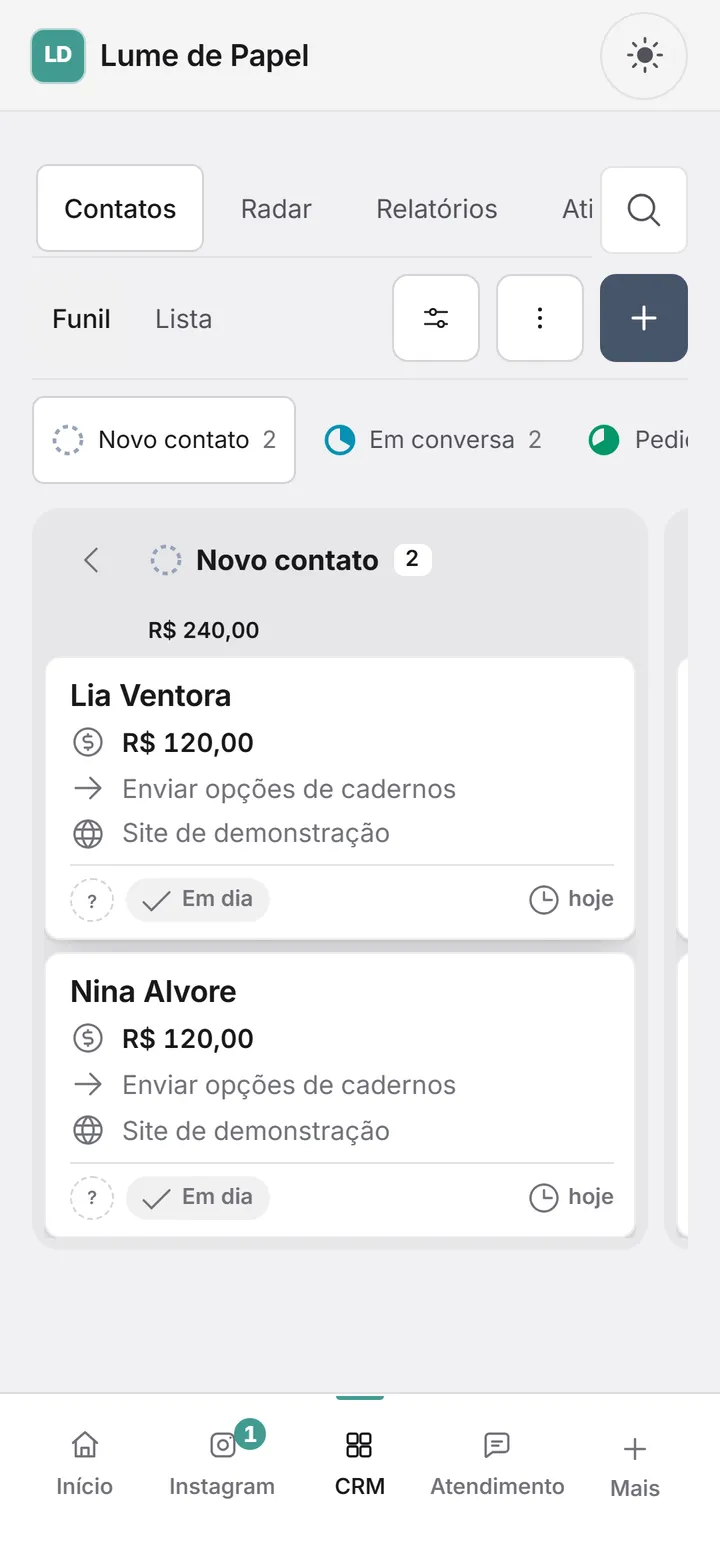 LD Lume de Papel
Contatos Radar Relatórios Ati
Funil Lista
Novo contato 2 Em conversa 2 Pedi
Novo contato 2
R$ 240,00
Lia Ventora
R$ 120,00
Enviar opções de cadernos
Site de demonstração
? Em dia hoje
Nina Alvore
R$ 120,00
Enviar opções de cadernos
Site de demonstração
? Em dia hoje
1
Início Instagram CRM Atendimento Mais